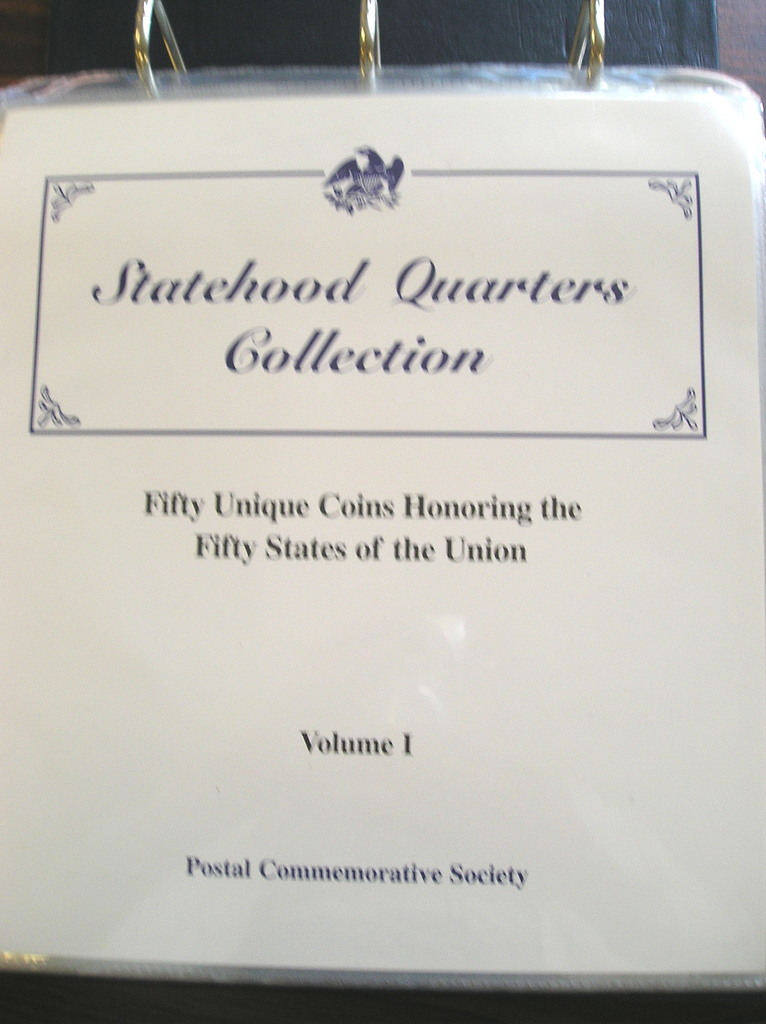 Statehood Quarters
Collection
Fifty Unique Coins Honoring the
Fifty States of the Union
Volume I
Postal Commemorative Society